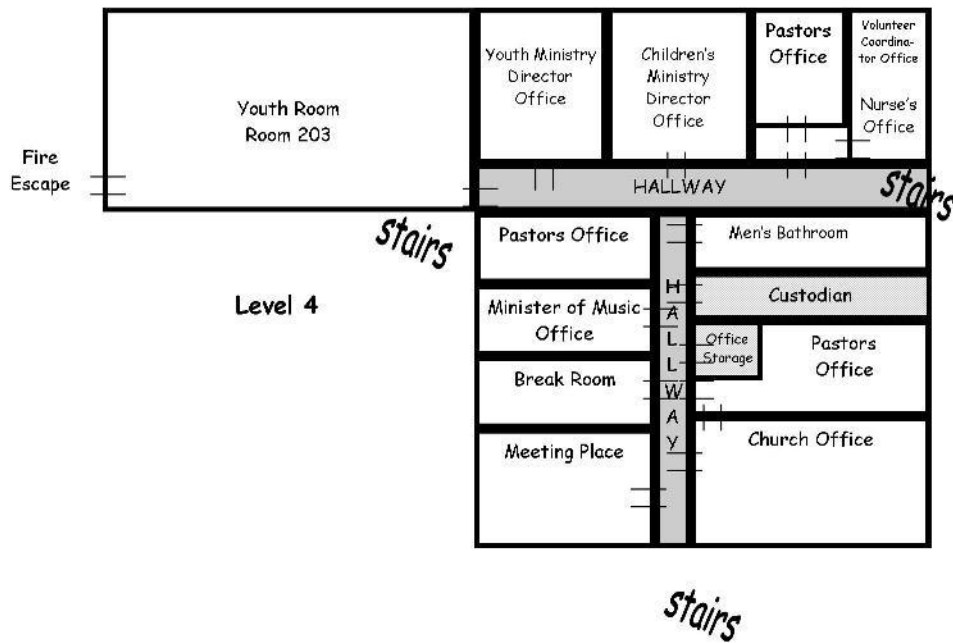 Youth Room
Room 203
Fire
Escape
Youth Ministry
Director
Office
Children's
Ministry
Director
Office
Pastors
Office
Volunteer
Coordina-
tor Office
Nurse's
Office
HALLWAY
stairs
stairs
Level 4
Pastors Office
Minister of Music
Office
Break Room
Meeting Place
H
A
L
L
W
A
Y
Men's Bathroom
Custodian
Office
Storage
Pastors
Office
Church Office
stairs